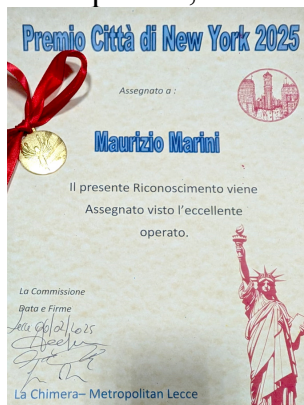 Premio Città di New York 2025
Assegnato a :
Maurizio Marini
Il presente Riconoscimento viene
Assegnato visto l'eccellente
operato.
La Commissione
Data e Firme
La Chimera– Metropolitan Lecce